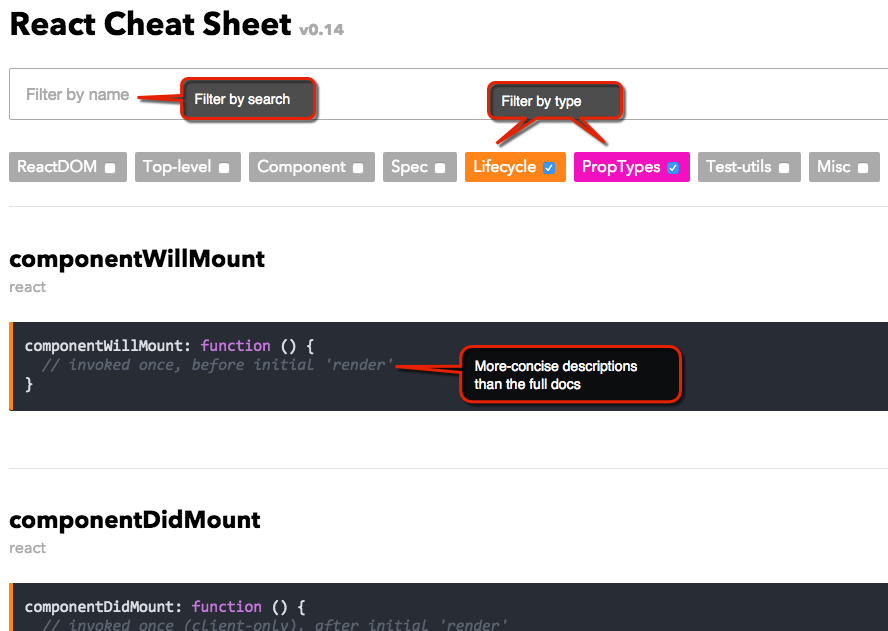 React Cheat Sheet v0.14
Filter by name
Filter by search
Filter by type
ReactDOM Top-level Component Spec Lifecycle PropTypes Test-utils Misc
componentWillMount
react
componentWillMount: function () {
// invoked once, before initial 'render'
}
More-concise descriptions
than the full docs
componentDidMount
react
componentDidMount: function () {
// invoked once (client-only), after initial 'render'